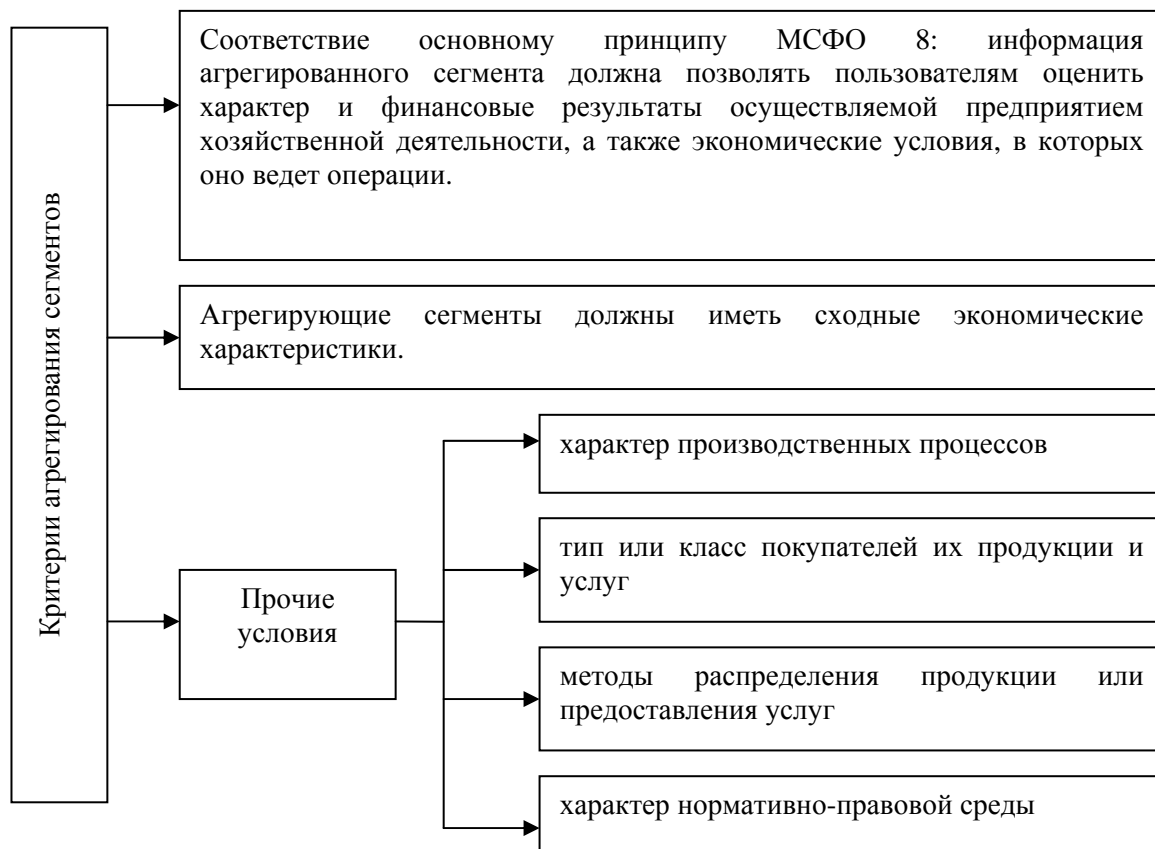 Критерии агрегирования сегментов
Соответствие основному принципу МСФО 8: информация
агрегированного сегмента должна позволять пользователям оценить
характер и финансовые результаты осуществляемой предприятием
хозяйственной деятельности, а также экономические условия, в которых
оно ведет операции.
Агрегирующие сегменты должны иметь сходные экономические
характеристики.
Прочие
условия
характер производственных процессов
тип или класс покупателей их продукции и
услуг
методы распределения продукции или
предоставления услуг
характер нормативно-правовой среды